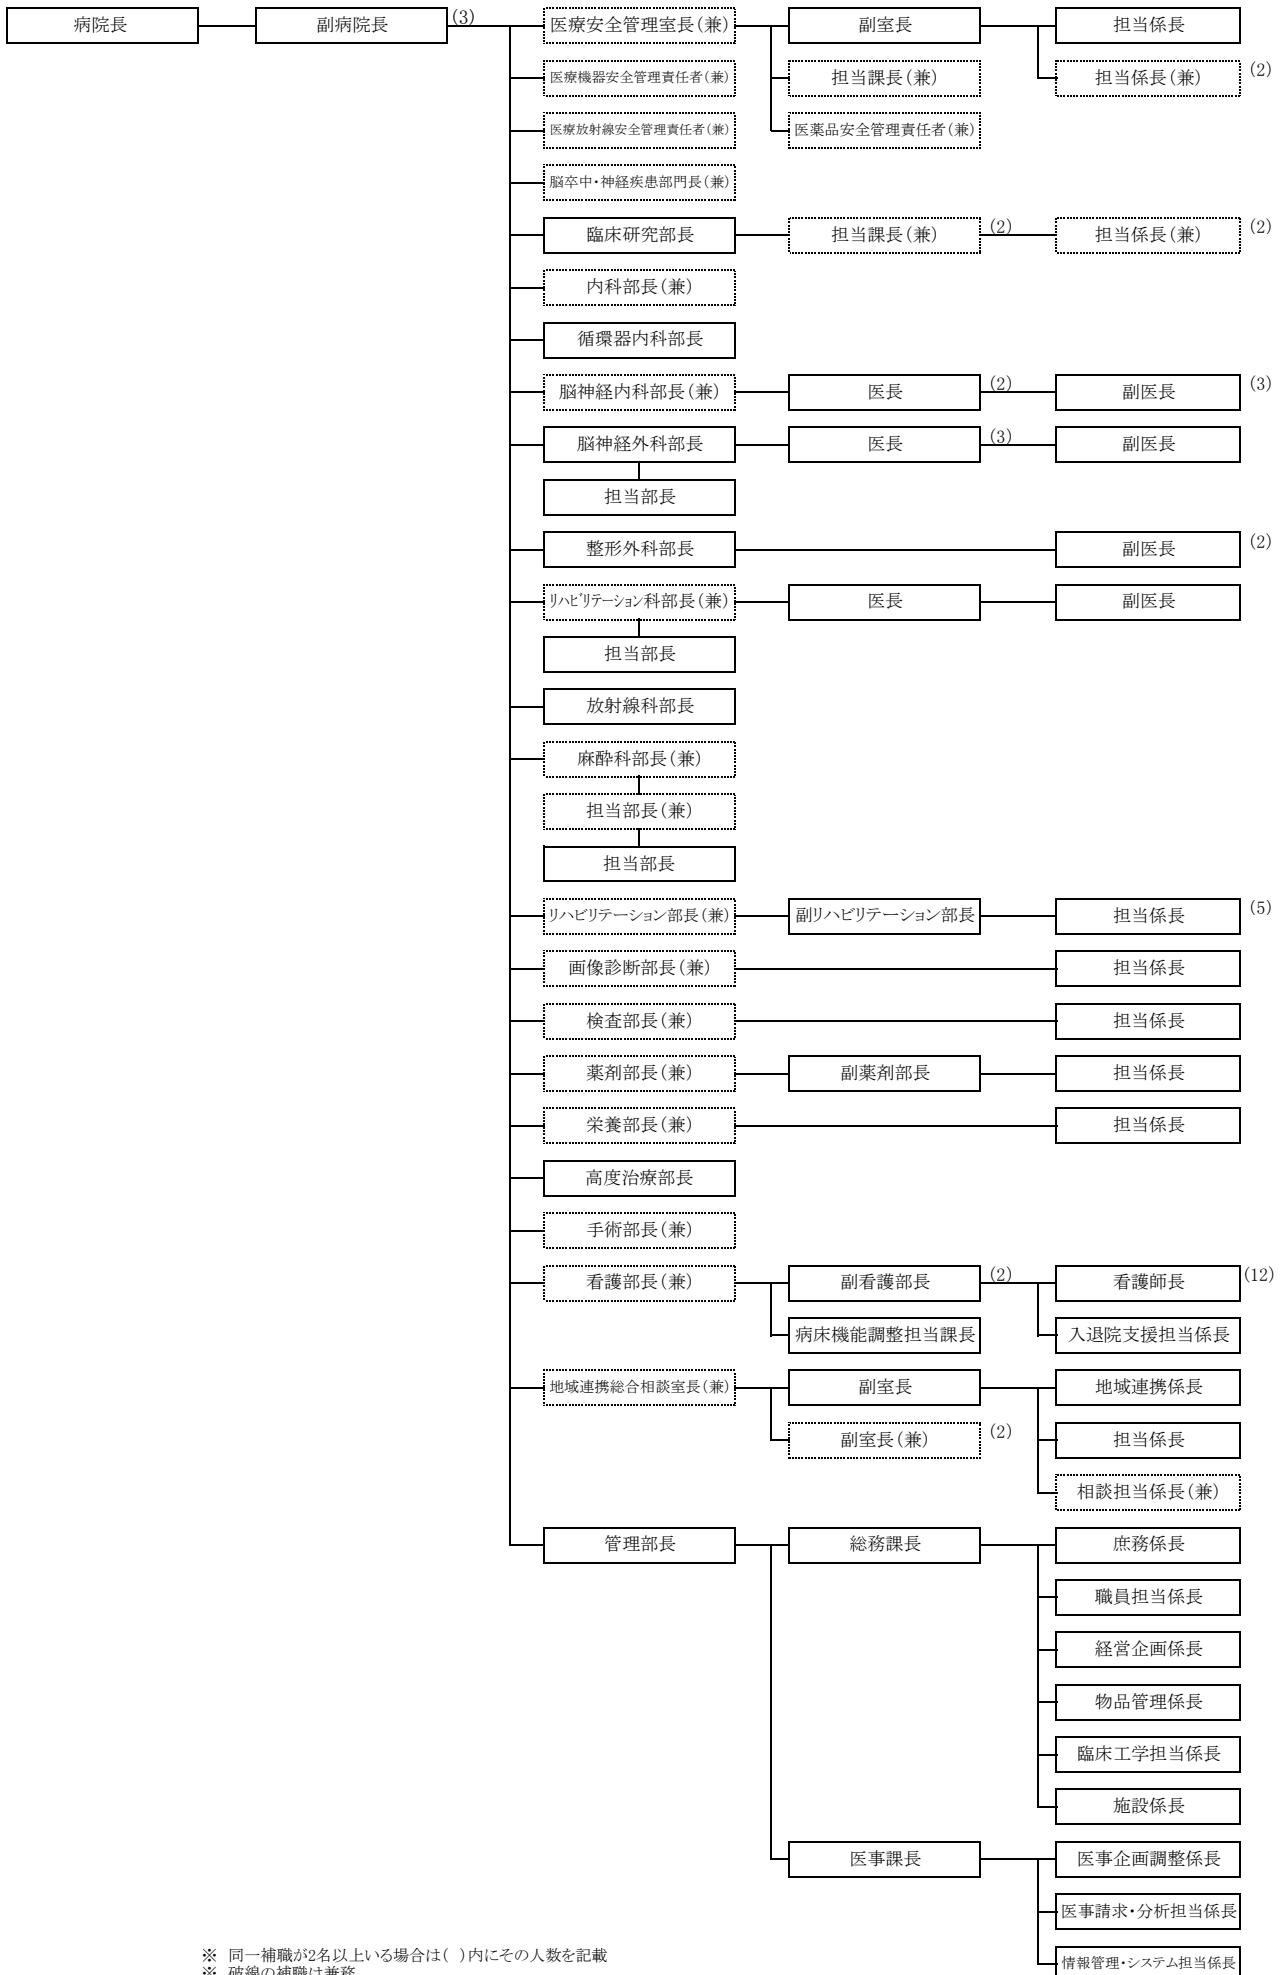 病院長 副病院長 (3) 医療安全管理室長(兼) 副室長 担当係長
医療機器安全管理責任者(兼) 担当課長(兼) 担当係長(兼) (2)
医療放射線安全管理責任者(兼) 医薬品安全管理責任者(兼)
脳卒中・神経疾患部門長(兼)
臨床研究部長 担当課長(兼) (2) 担当係長(兼) (2)
内科部長(兼)
循環器内科部長
脳神経内科部長(兼) 医長 (2) 副医長 (3)
脳神経外科部長 医長 (3) 副医長
担当部長
整形外科部長 副医長 (2)
ﾘﾊﾋﾞﾘﾃｰｼｮﾝ科部長(兼) 医長 副医長
担当部長
放射線科部長
麻酔科部長(兼)
担当部長(兼)
担当部長
リハビリテーション部長(兼) 副リハビリテーション部長 担当係長 (5)
画像診断部長(兼) 担当係長
検査部長(兼) 担当係長
薬剤部長(兼) 副薬剤部長 担当係長
栄養部長(兼) 担当係長
高度治療部長
手術部長(兼)
看護部長(兼) 副看護部長 (2) 看護師長 (12)
病床機能調整担当課長 入退院支援担当係長
地域連携総合相談室長(兼) 副室長 地域連携係長
副室長(兼) (2) 担当係長
相談担当係長(兼)
管理部長 総務課長 庶務係長
職員担当係長
経営企画係長
物品管理係長
臨床工学担当係長
施設係長
医事課長 医事企画調整係長
医事請求・分析担当係長
情報管理・システム担当係長
※ 同一補職が2名以上いる場合は( )内にその人数を記載
※ 破線の補職は兼務